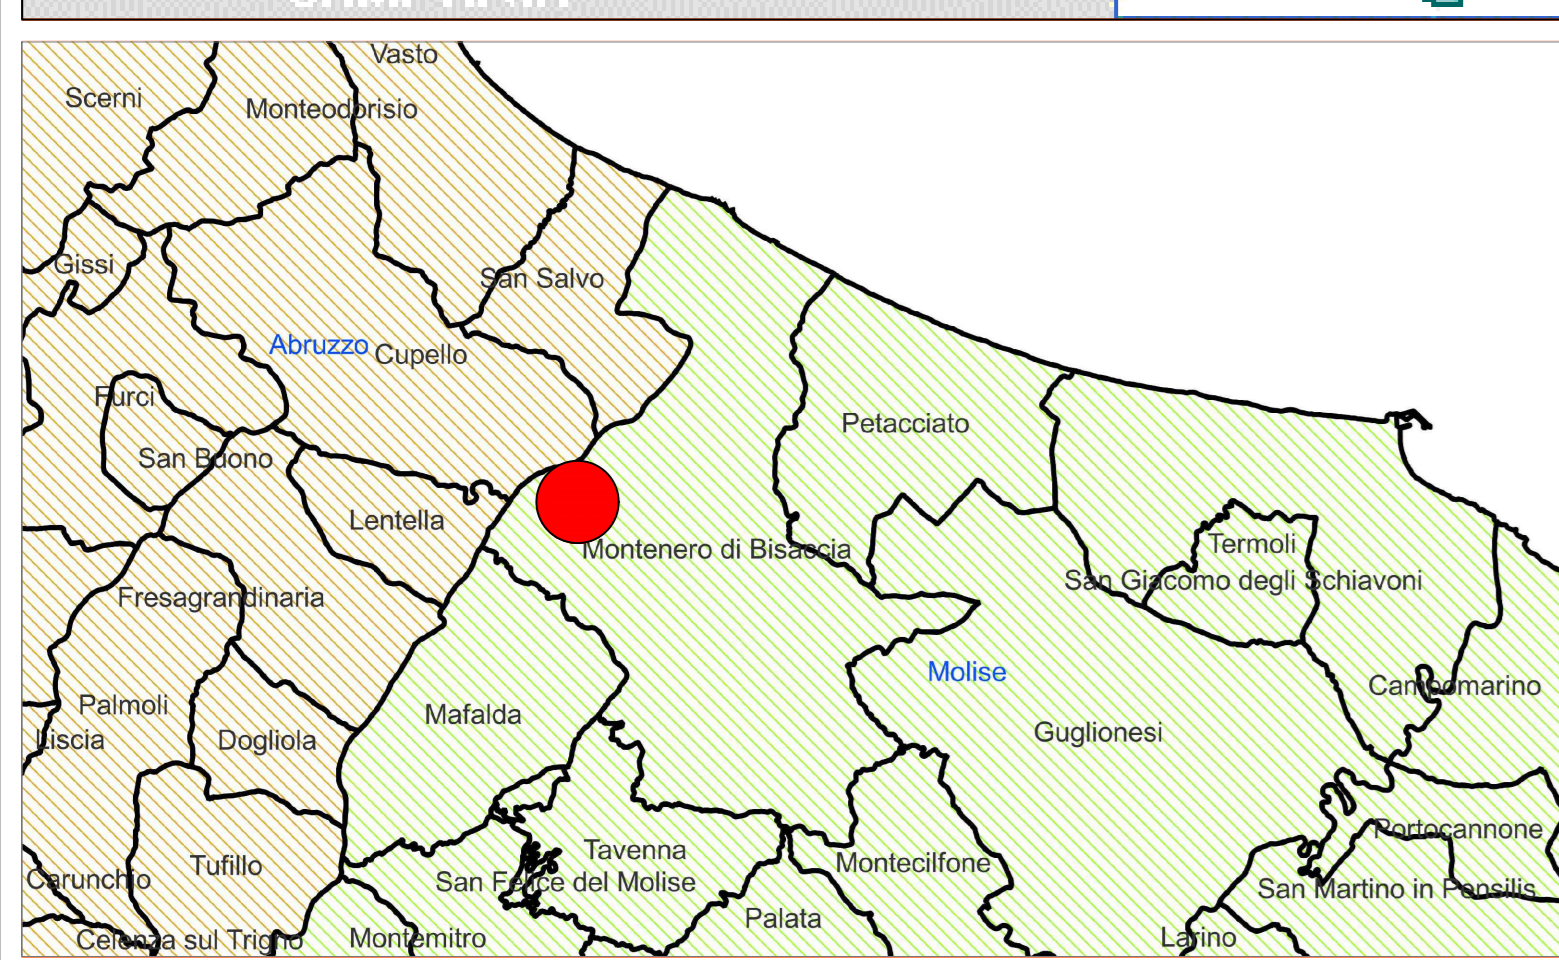 Vasto
Scerni
Monteodorisio
Gissi
San Salvo
Abruzzo
Cupello
Furci
Petacciato
San Buono
Lentella
Termoli
Montenero di Bisaccia
San Giacomo degli Schiavoni
Fresagrandinaria
Molise
Campomarino
Palmoli
Mafalda
Guglionesi
Liscia
Dogliola
Portocannone
Tavenna
Tufillo
Montecilfone
Carunchio
San Felice del Molise
San Martino in Pensilis
Palata
Celenza sul Trigno
Montemitro
Larino